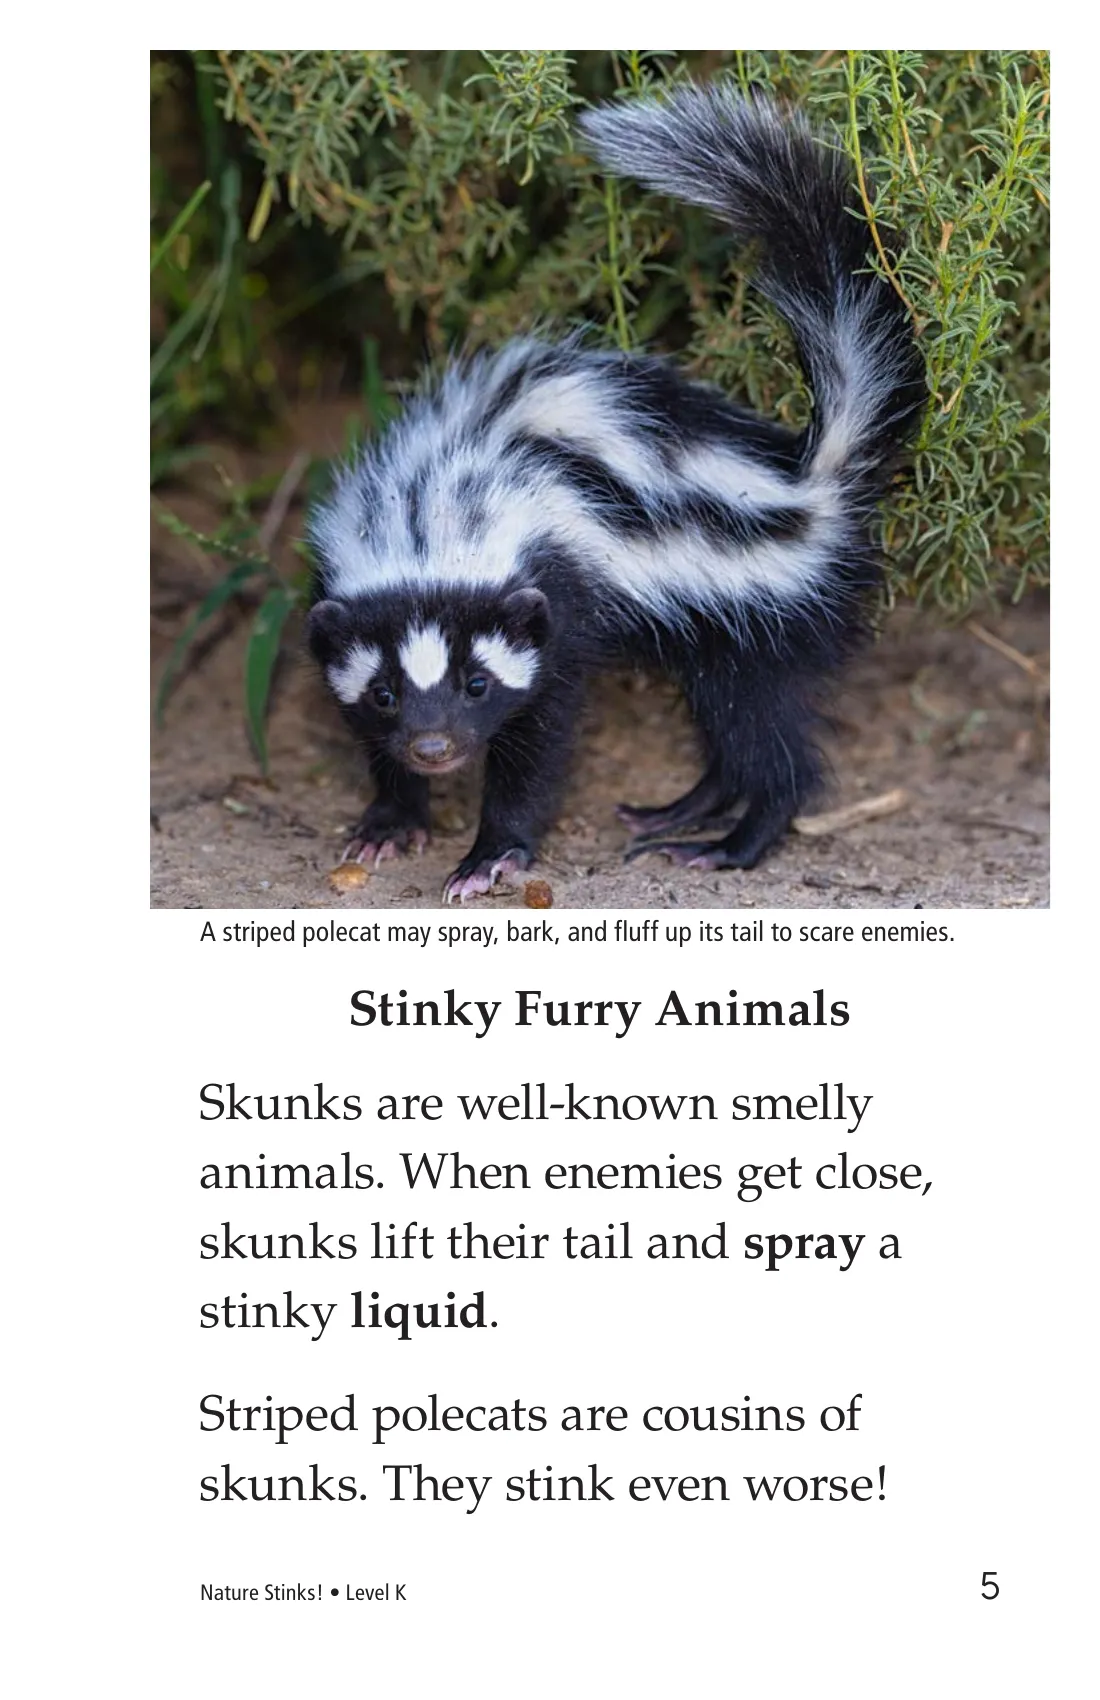 A striped polecat may spray, bark, and fluff up its tail to scare enemies.
Stinky Furry Animals
Skunks are well-known smelly
animals. When enemies get close,
skunks lift their tail and spray a
stinky liquid.
Striped polecats are cousins of
skunks. They stink even worse!
Nature Stinks! • Level K
5